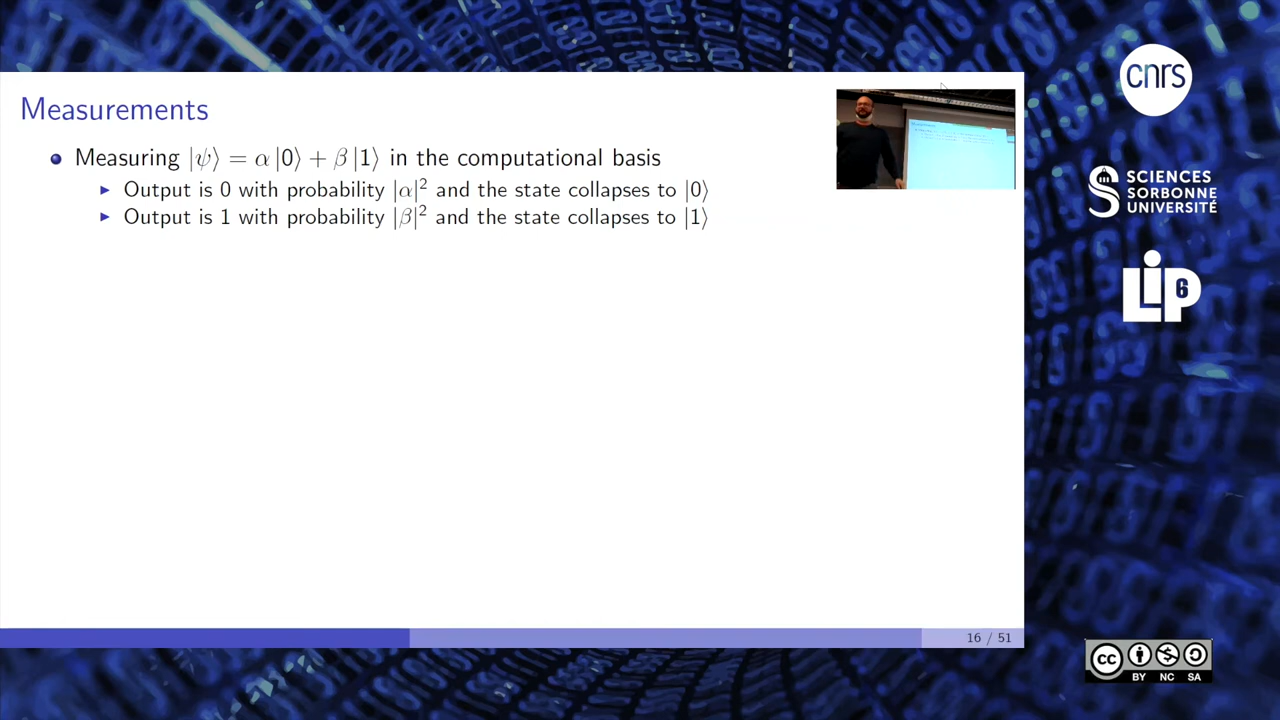 Measurements
Measuring |ψ⟩ = α |0⟩ + β |1⟩ in the computational basis
Output is 0 with probability |α|² and the state collapses to |0⟩
Output is 1 with probability |β|² and the state collapses to |1⟩
16 / 51
cnrs
SCIENCES
SORBONNE
UNIVERSITÉ
LIP6
cc
BY NC SA